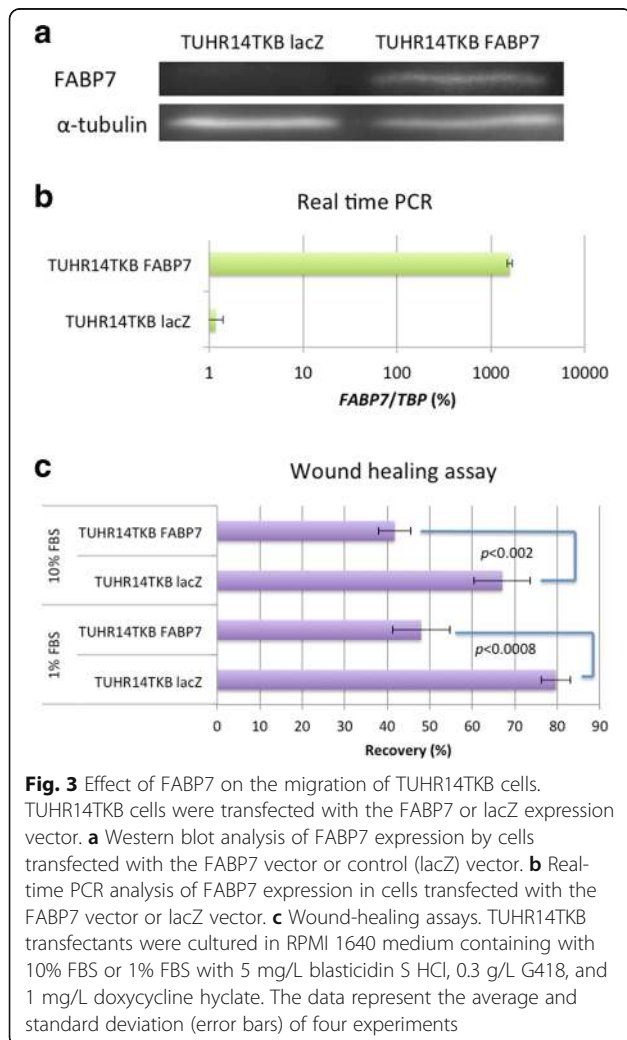 a
TUHR14TKB lacZ TUHR14TKB FABP7
FABP7
α-tubulin
b
Real time PCR
TUHR14TKB FABP7
TUHR14TKB lacZ
1 10 100 1000 10000
FABP7/TBP (%)
c
Wound healing assay
10% FBS
TUHR14TKB FABP7
p<0.002
TUHR14TKB lacZ
1% FBS
TUHR14TKB FABP7
p<0.0008
TUHR14TKB lacZ
0 10 20 30 40 50 60 70 80 90
Recovery (%)
Fig. 3 Effect of FABP7 on the migration of TUHR14TKB cells.
TUHR14TKB cells were transfected with the FABP7 or lacZ expression
vector. a Western blot analysis of FABP7 expression by cells
transfected with the FABP7 vector or control (lacZ) vector. b Real-
time PCR analysis of FABP7 expression in cells transfected with the
FABP7 vector or lacZ vector. c Wound-healing assays. TUHR14TKB
transfectants were cultured in RPMI 1640 medium containing with
10% FBS or 1% FBS with 5 mg/L blasticidin S HCl, 0.3 g/L G418, and
1 mg/L doxycycline hyclate. The data represent the average and
standard deviation (error bars) of four experiments